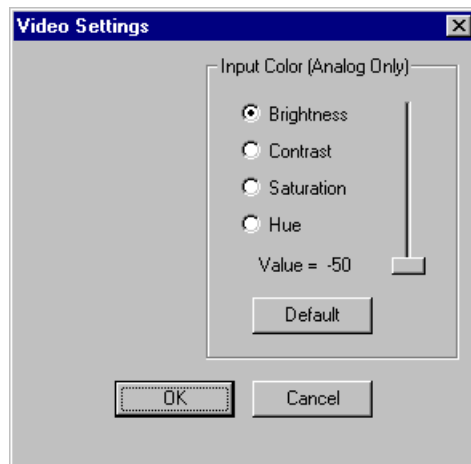 Video Settings
Input Color (Analog Only)
Brightness
Contrast
Saturation
Hue
Value = -50
Default
OK
Cancel